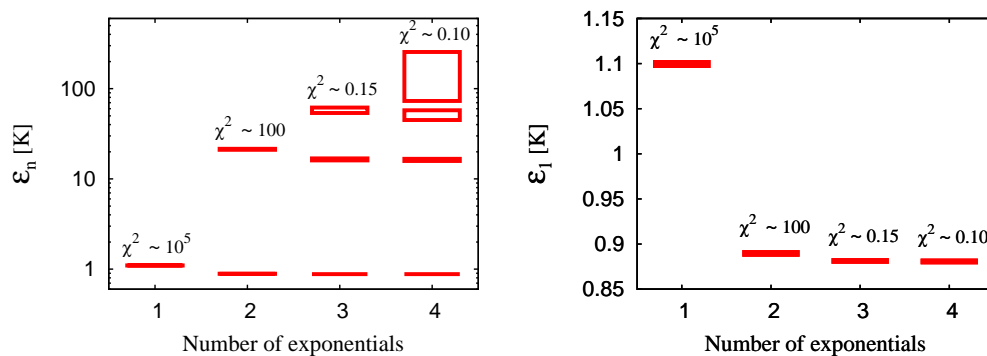 100
10
1
ε_n [K]
χ² ~ 10⁵
χ² ~ 100
χ² ~ 0.15
χ² ~ 0.10
1 2 3 4
Number of exponentials
1.15
1.1
1.05
1
0.95
0.9
0.85
ε_1 [K]
χ² ~ 10⁵
χ² ~ 100
χ² ~ 0.15
χ² ~ 0.10
1 2 3 4
Number of exponentials